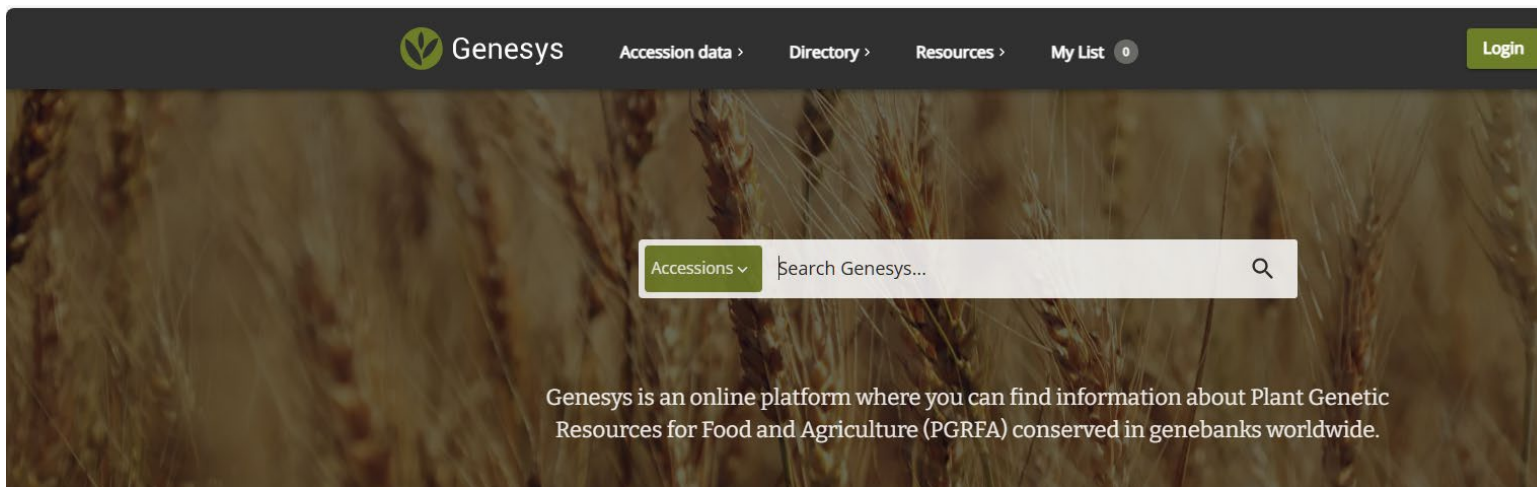 Genesys
Accession data ›
Directory ›
Resources ›
My List 0
Login
Accessions
Search Genesys...
Genesys is an online platform where you can find information about Plant Genetic
Resources for Food and Agriculture (PGRFA) conserved in genebanks worldwide.